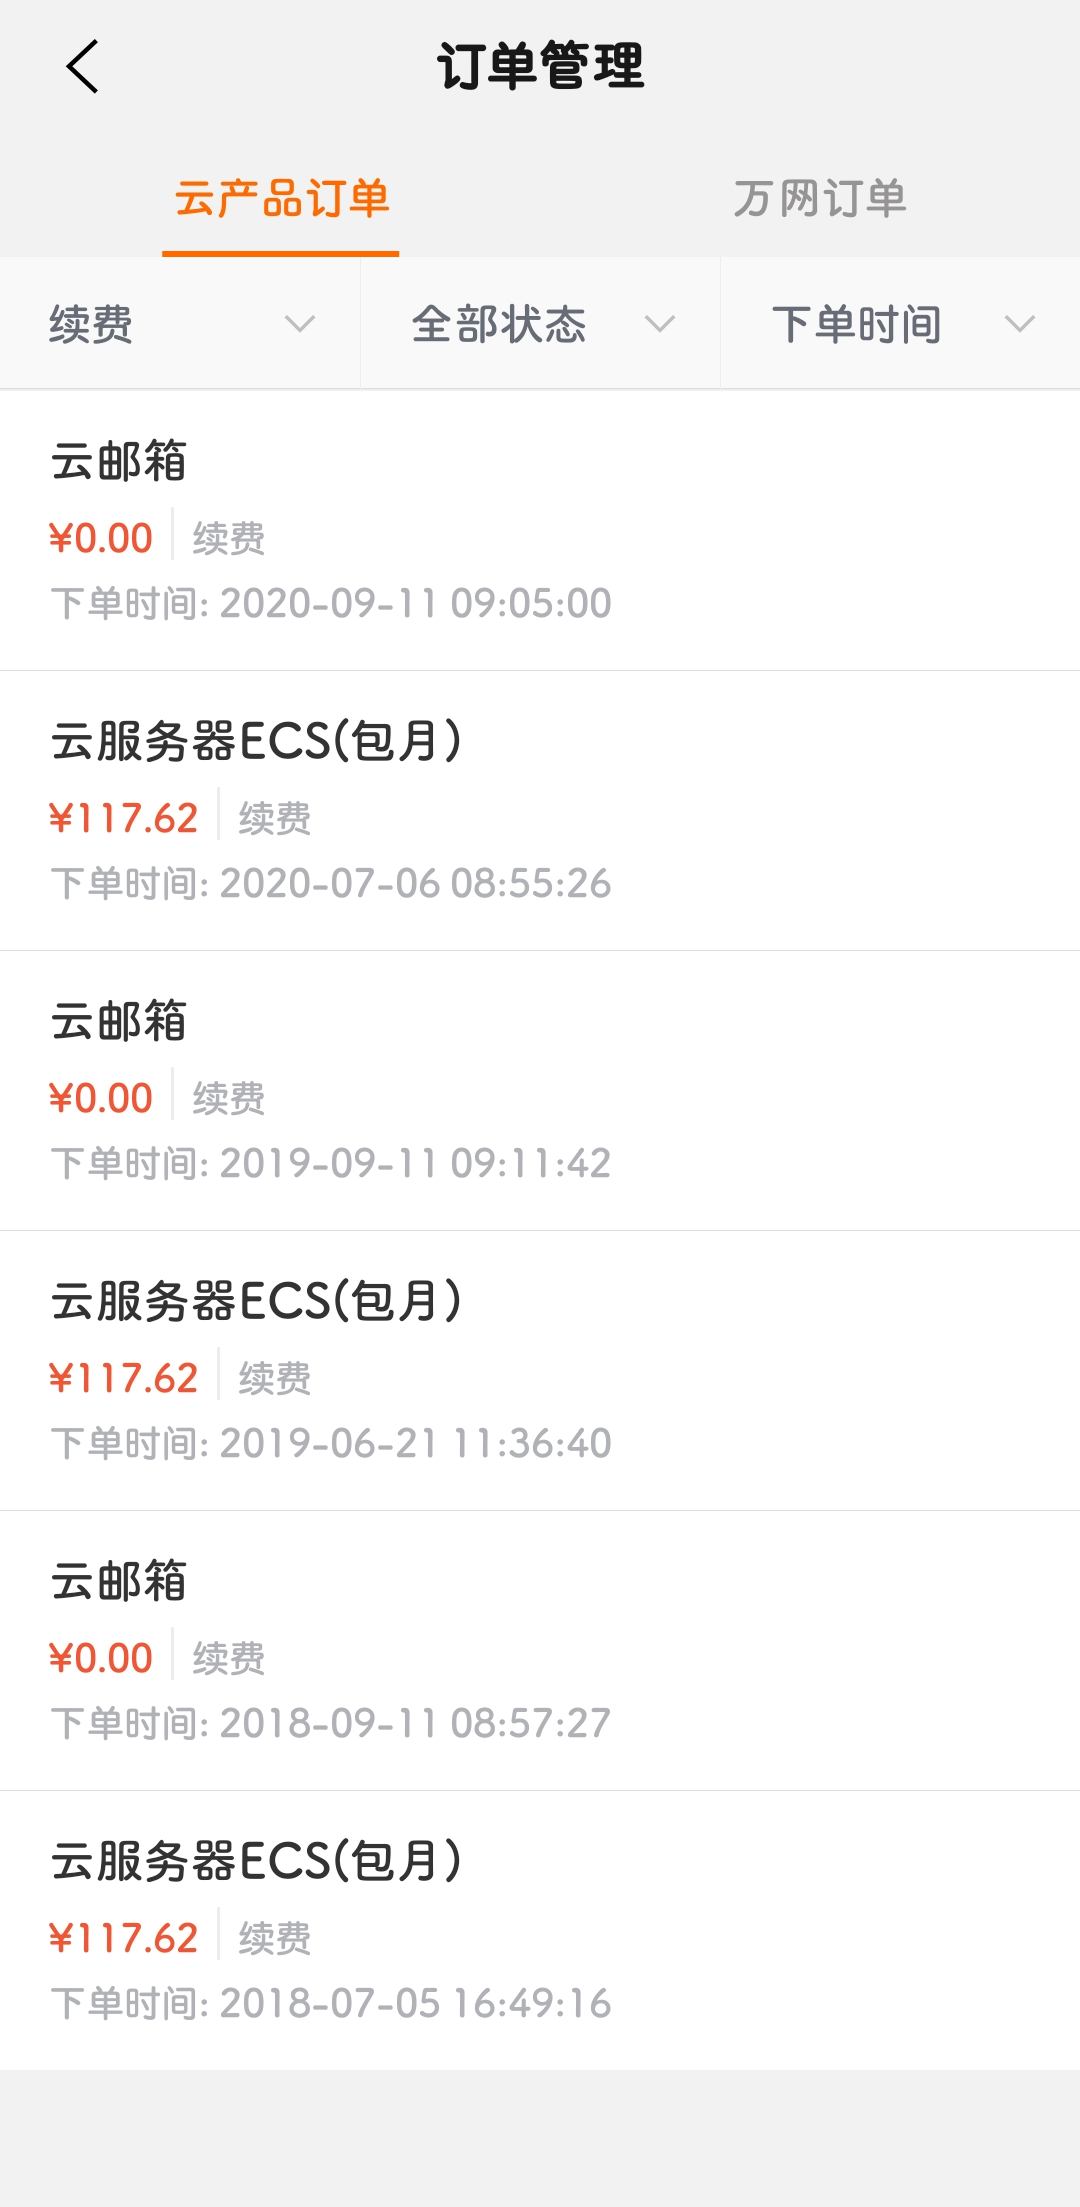 订单管理
云产品订单 万网订单
续费 全部状态 下单时间
云邮箱
¥0.00 续费
下单时间: 2020-09-11 09:05:00
云服务器ECS(包月)
¥117.62 续费
下单时间: 2020-07-06 08:55:26
云邮箱
¥0.00 续费
下单时间: 2019-09-11 09:11:42
云服务器ECS(包月)
¥117.62 续费
下单时间: 2019-06-21 11:36:40
云邮箱
¥0.00 续费
下单时间: 2018-09-11 08:57:27
云服务器ECS(包月)
¥117.62 续费
下单时间: 2018-07-05 16:49:16